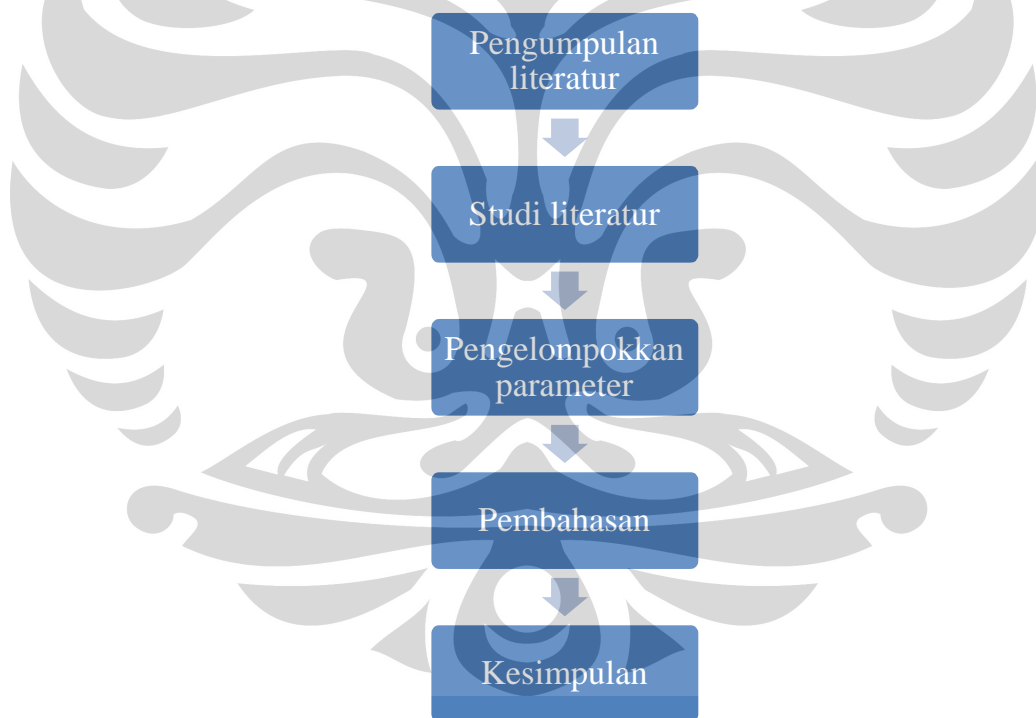 Pengumpulan
literatur
Studi literatur
Pengelompokkan
parameter
Pembahasan
Kesimpulan